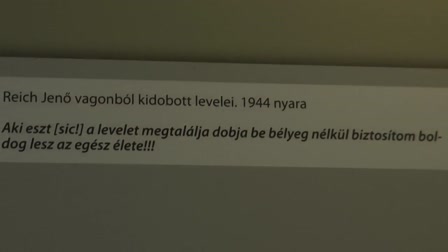 Reich Jenő vagonból kidobott levelei. 1944 nyara
Aki eszt [sic!] a levelet megtalálja dobja be bélyeg nélkül biztosítom bol-
dog lesz az egész élete!!!